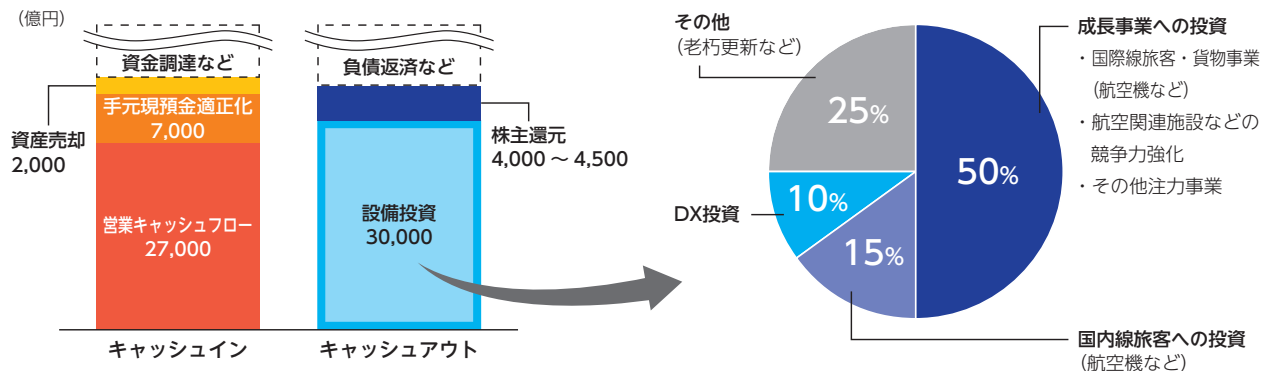 （億円）
資金調達など
手元現預金適正化
7,000
資産売却
2,000
営業キャッシュフロー
27,000
キャッシュイン
負債返済など
株主還元
4,000 ～ 4,500
設備投資
30,000
キャッシュアウト
その他
（老朽更新など）
25%
DX投資
10%
15%
50%
成長事業への投資
・国際線旅客・貨物事業
（航空機など）
・航空関連施設などの
競争力強化
・その他注力事業
国内線旅客への投資
（航空機など）